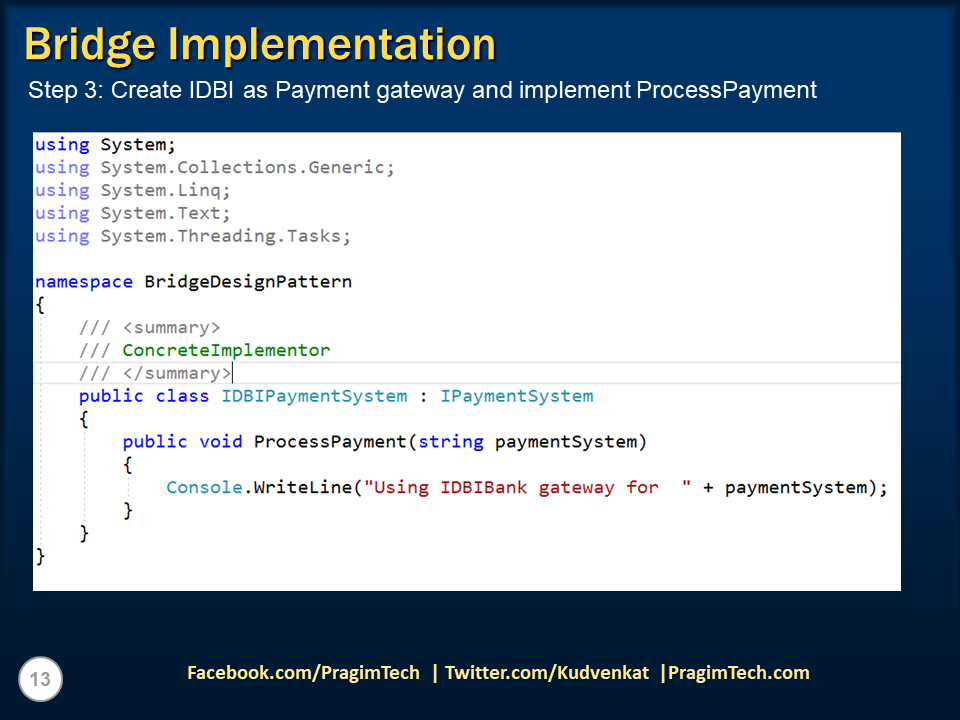 Bridge Implementation
Step 3: Create IDBI as Payment gateway and implement ProcessPayment
using System;
using System.Collections.Generic;
using System.Linq;
using System.Text;
using System.Threading.Tasks;
namespace BridgeDesignPattern
{
/// <summary>
/// ConcreteImplementor
/// </summary>
public class IDBIPaymentSystem : IPaymentSystem
{
public void ProcessPayment(string paymentSystem)
{
Console.WriteLine("Using IDBIBank gateway for  " + paymentSystem);
}
}
}
13
Facebook.com/PragimTech | Twitter.com/Kudvenkat |PragimTech.com